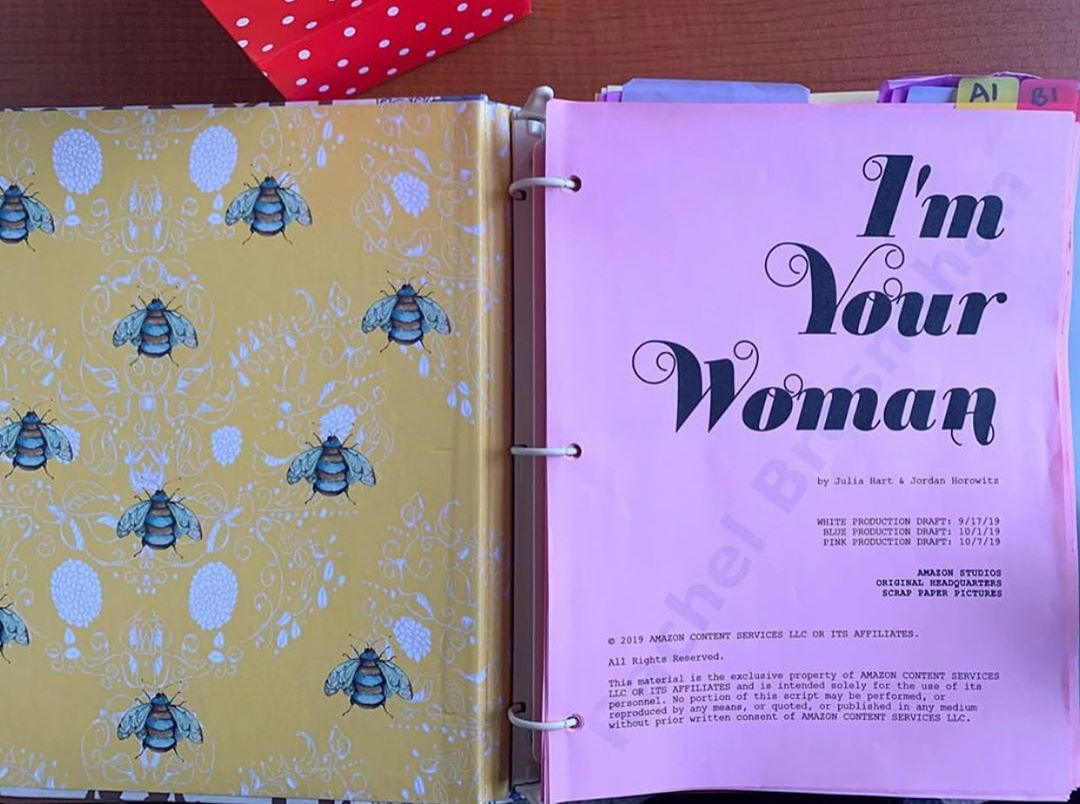 A1
B1
I'm
Your
Woman
by Julia Hart & Jordan Horowitz
WHITE PRODUCTION DRAFT: 9/17/19
BLUE PRODUCTION DRAFT: 10/1/19
PINK PRODUCTION DRAFT: 10/7/19
AMAZON STUDIOS
ORIGINAL HEADQUARTERS
SCRAP PAPER PICTURES
© 2019 AMAZON CONTENT SERVICES LLC OR ITS AFFILIATES.
All Rights Reserved.
This material is the exclusive property of AMAZON CONTENT SERVICES
LLC OR ITS AFFILIATES and is intended solely for the use of its
personnel. No portion of this script may be performed, or
reproduced by any means, or quoted, or published in any medium
without prior written consent of AMAZON CONTENT SERVICES LLC.